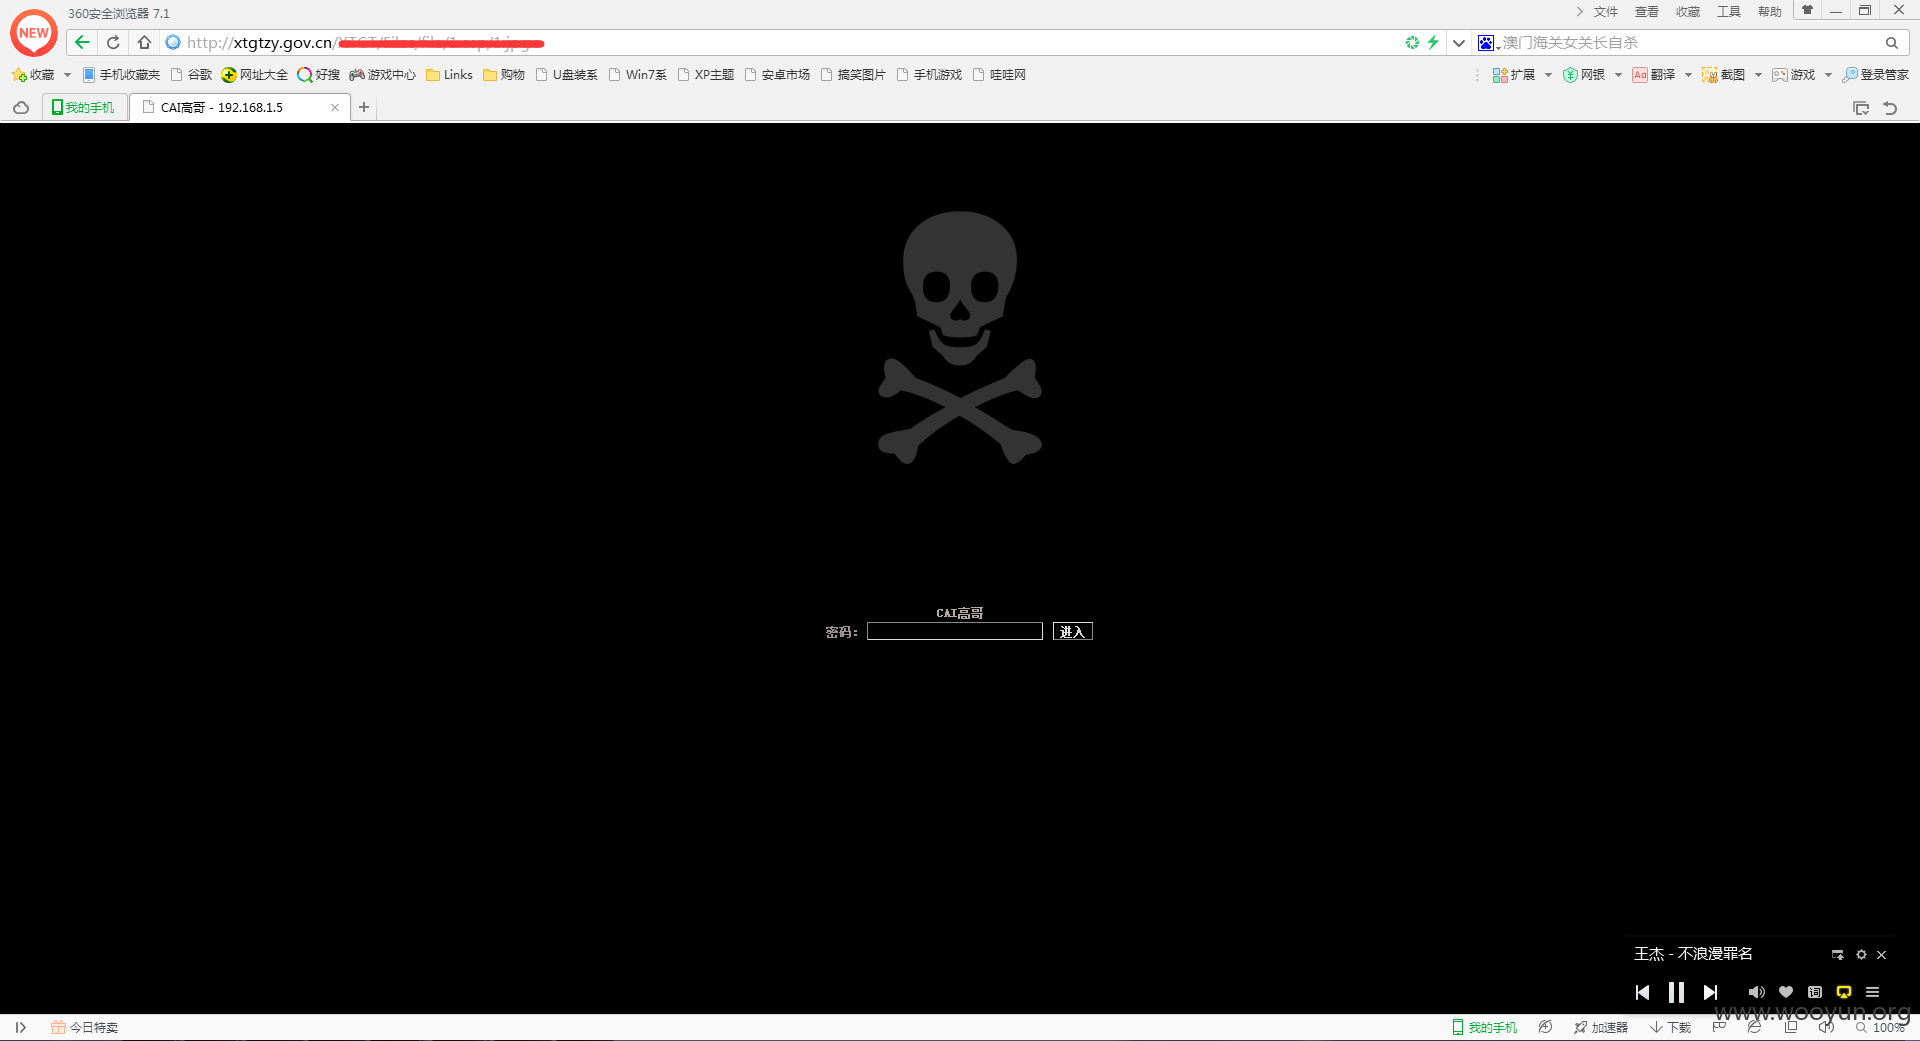 360安全浏览器 7.1
文件 查看 收藏 工具 帮助
NEW
http://xtgtzy.gov.cn/
澳门海关女关长自杀
收藏 手机收藏夹 谷歌 网址大全 好搜 游戏中心 Links 购物 U盘装系 Win7系 XP主题 安卓市场 搞笑图片 手机游戏 哇哇网
扩展 网银 Aa 翻译 截图 游戏 登录管家
我的手机 CAI高哥 - 192.168.1.5
CAI高哥
密码: 进入
王杰 - 不浪漫罪名
词
www.wooyun.org
今日特卖
我的手机 加速器 下载 100%